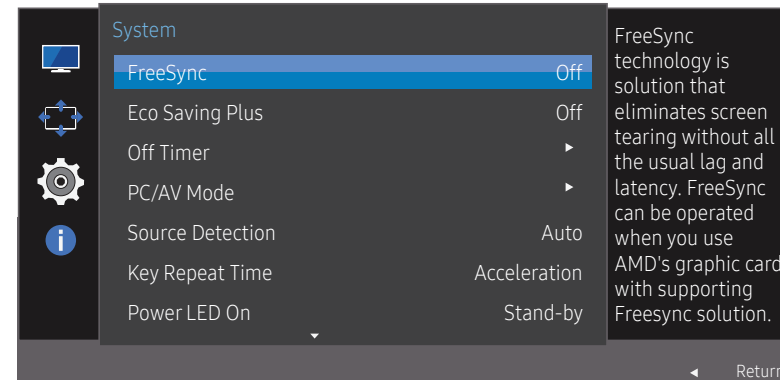 System
FreeSync Off
Eco Saving Plus Off
Off Timer
PC/AV Mode
Source Detection Auto
Key Repeat Time Acceleration
Power LED On Stand-by
FreeSync
technology is
solution that
eliminates screen
tearing without all
the usual lag and
latency. FreeSync
can be operated
when you use
AMD's graphic card
with supporting
Freesync solution.
Return